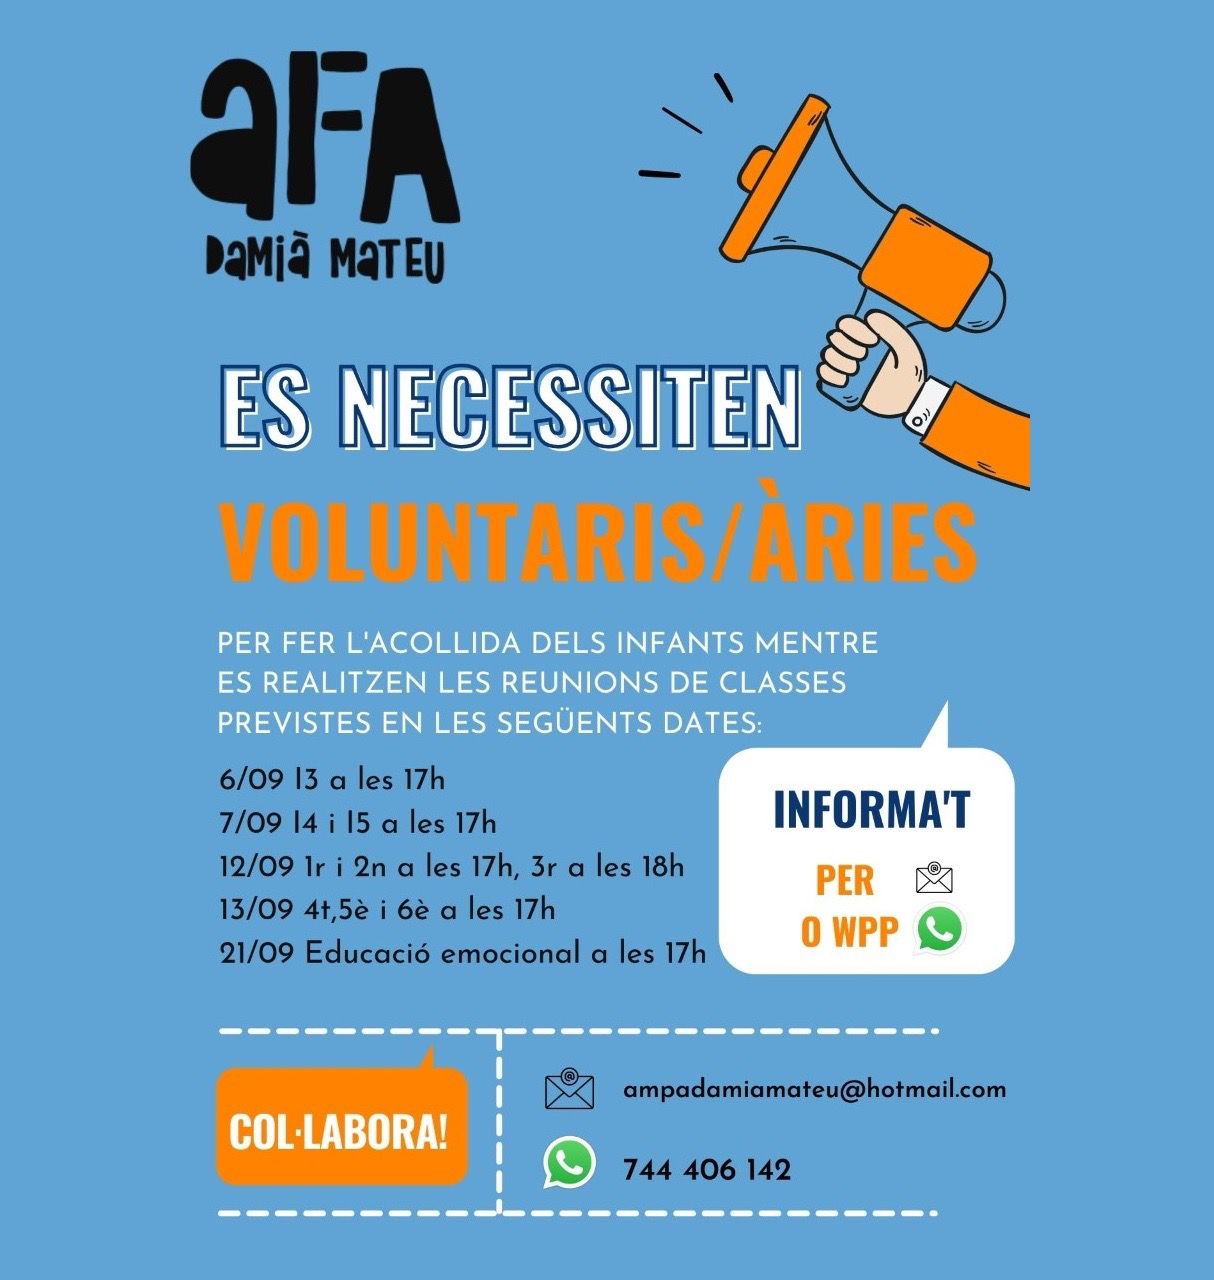 aFA
DaMià MaTEU
ES NECESSITEN
VOLUNTARIS/ÀRIES
PER FER L'ACOLLIDA DELS INFANTS MENTRE
ES REALITZEN LES REUNIONS DE CLASSES
PREVISTES EN LES SEGÜENTS DATES:
6/09 I3 a les 17h
7/09 I4 i I5 a les 17h
12/09 1r i 2n a les 17h, 3r a les 18h
13/09 4t,5è i 6è a les 17h
21/09 Educació emocional a les 17h
INFORMA'T
PER
O WPP
COL·LABORA!
ampadamiamateu@hotmail.com
744 406 142